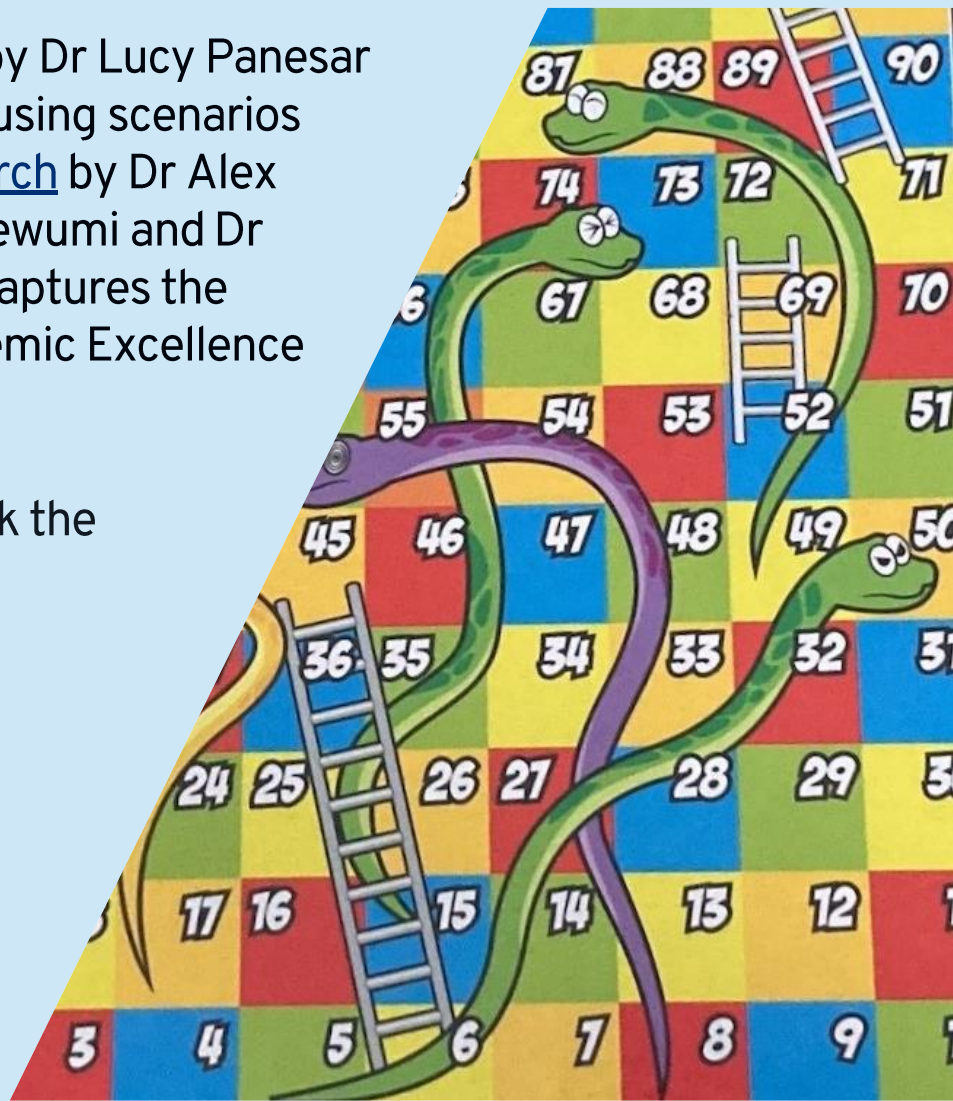 by Dr Lucy Panesar
using scenarios
rch by Dr Alex
ewumi and Dr
aptures the
emic Excellence
k the
87 88 89 90
74 73 72 71
6 67 68 69 70
55 54 53 52 51
45 46 47 48 49 50
36 35 34 33 32 31
24 25 26 27 28 29
17 16 15 14 13 12
3 4 5 6 7 8 9